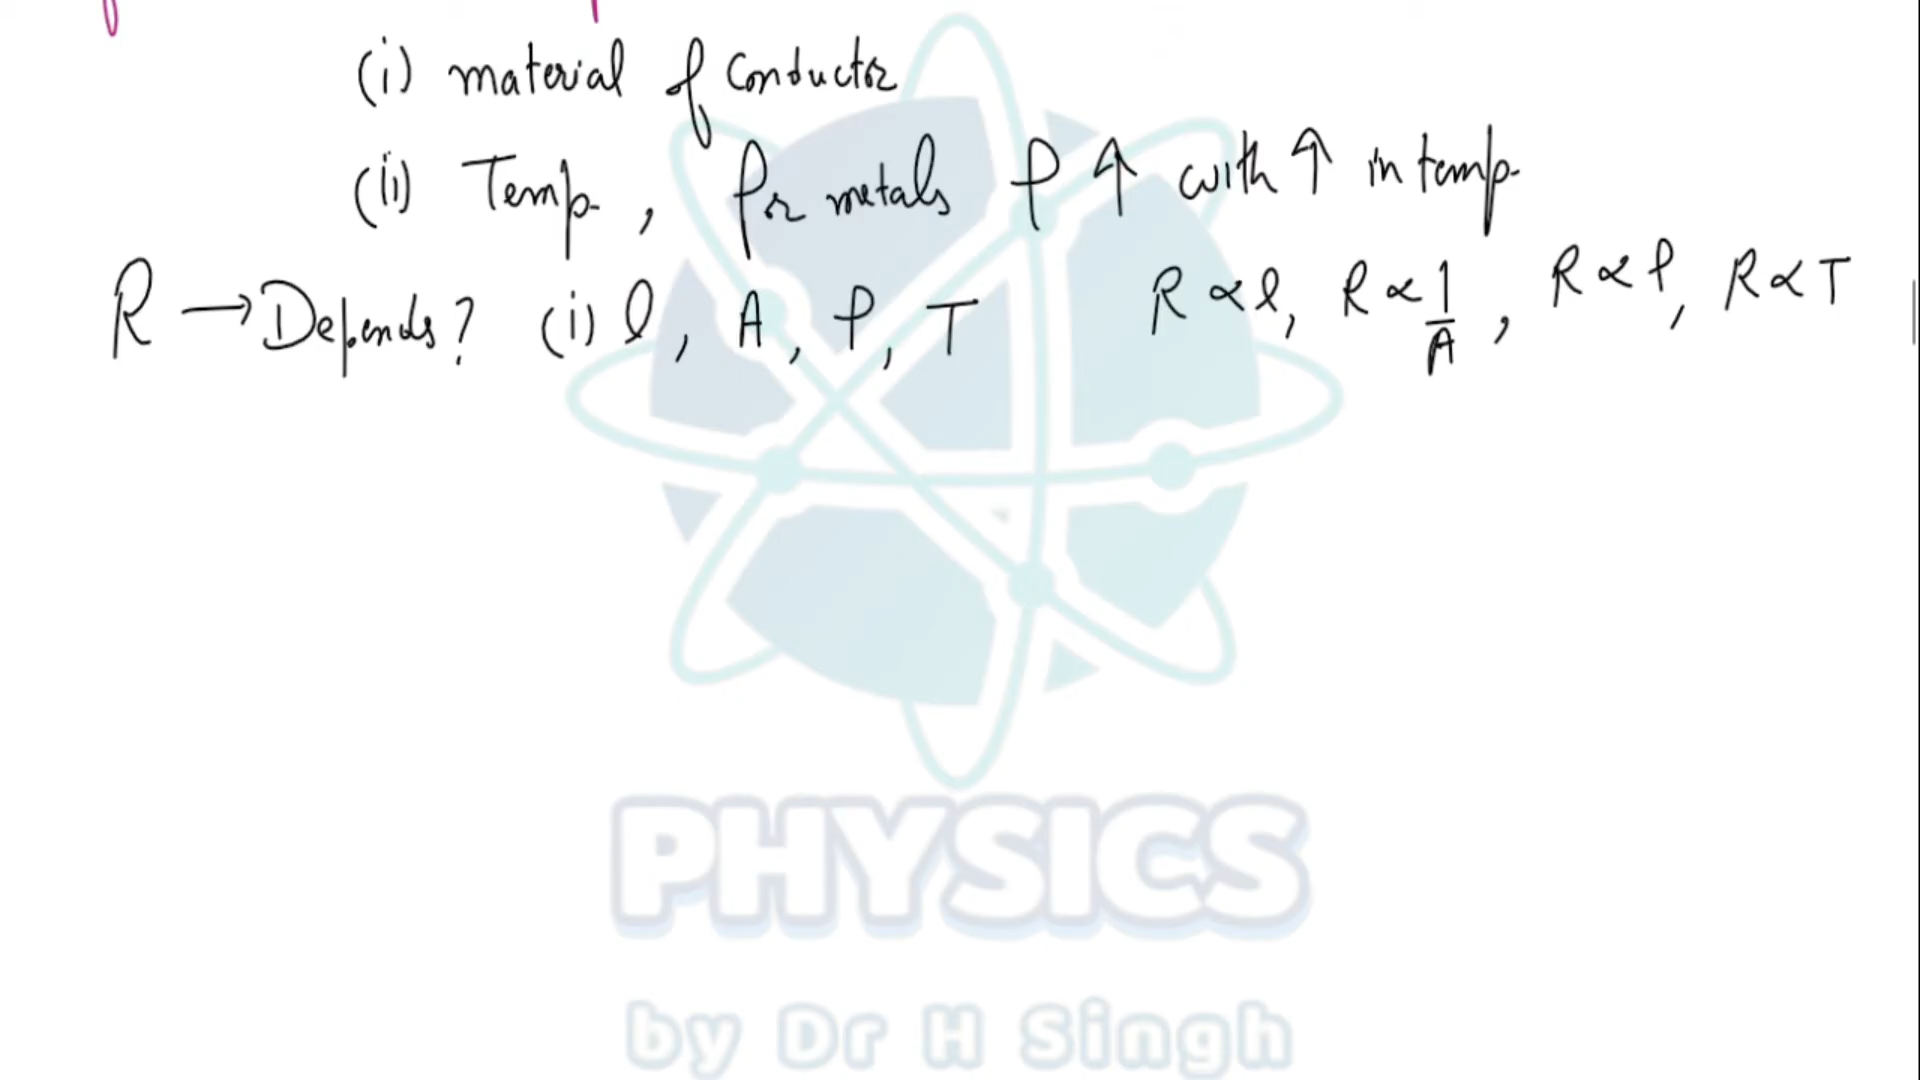 (i) material of conductor
(ii) Temp. , for metals ρ ↑ with ↑ in temp.
R → Depends? (i) l , A , ρ , T R ∝ l, R ∝ 1/A , R ∝ ρ, R ∝ T
PHYSICS
by Dr H Singh